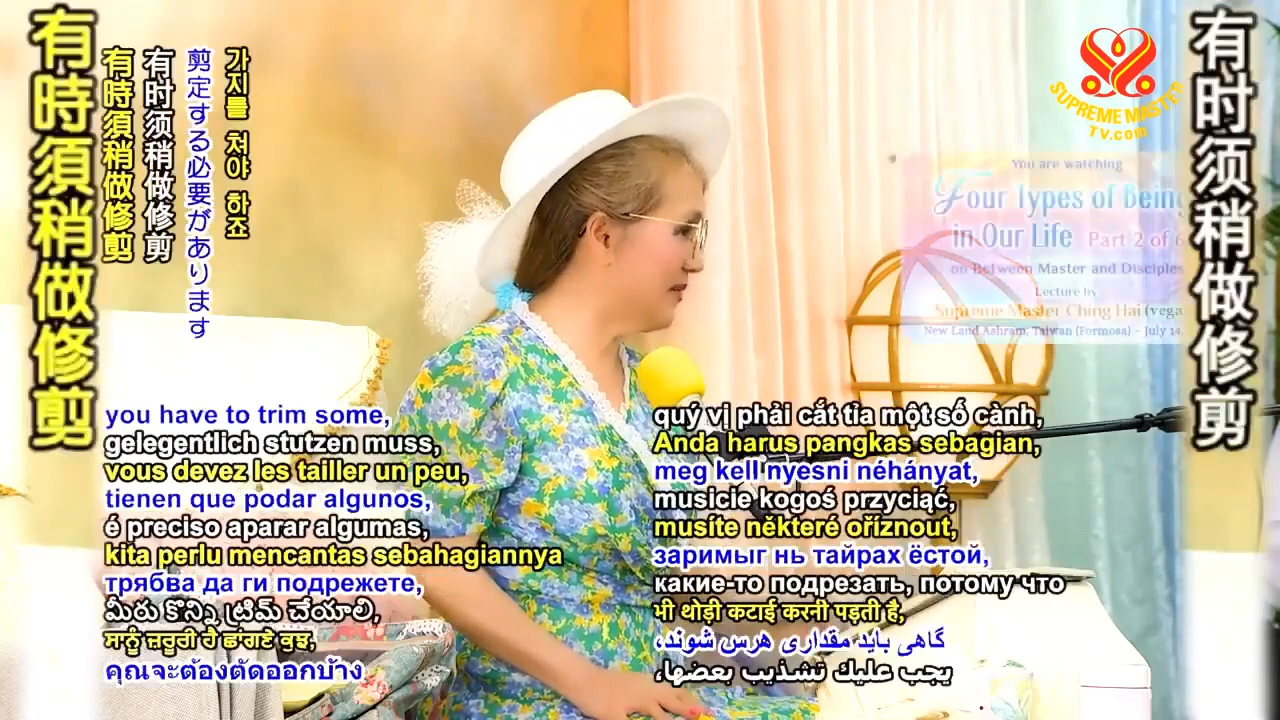 有時須稍做修剪
有時須稍做修剪
有时须稍做修剪
剪定する必要があります
가지를 쳐야 하죠
SUPREME MASTER
TV.com
有时须稍做修剪
You are watching
Four Types of Being
in Our Life Part 2 of 6
on Between Master and Disciples
Lecture by
Supreme Master Ching Hai (vega
New Land Ashram, Taiwan (Formosa) – July 14,
you have to trim some,
gelegentlich stutzen muss,
vous devez les tailler un peu,
tienen que podar algunos,
é preciso aparar algumas,
kita perlu mencantas sebahagiannya
трябва да ги подрежете,
మీరు కొన్ని ట్రిమ్ చేయాలి,
ਸਾਨੂੰ ਜ਼ਰੂਰੀ ਹੈ ਛਾਂਗਣੇ ਕੁਝ,
คุณจะต้องตัดออกบ้าง
quý vị phải cắt tỉa một số cành,
Anda harus pangkas sebagian,
meg kell nyesni néhányat,
musicie kogoś przyciąć,
musíte některé oříznout,
заримыг нь тайрах ёстой,
какие-то подрезать, потому что
भी थोड़ी कटाई करनी पड़ती है,
گاهی باید مقداری هرس شوند،
يجب عليك تشذيب بعضها،